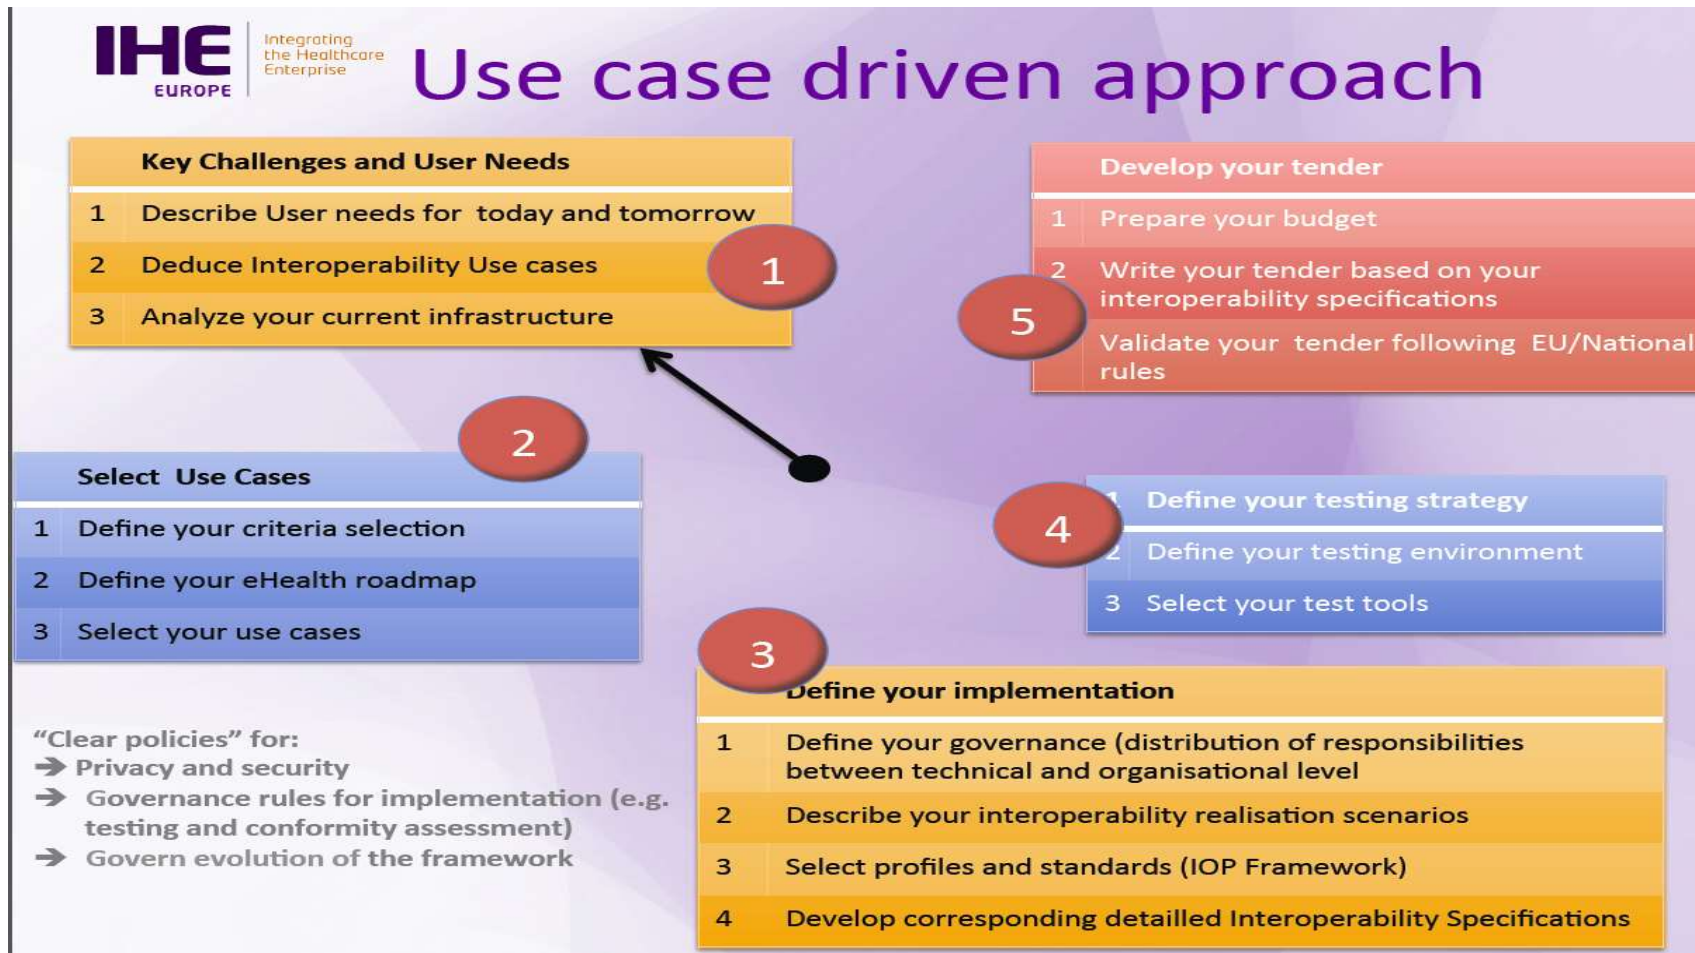 IHE
EUROPE
Integrating
the Healthcare
Enterprise
Use case driven approach
Key Challenges and User Needs
1 Describe User needs for today and tomorrow
2 Deduce Interoperability Use cases
3 Analyze your current infrastructure
1
2
Select Use Cases
1 Define your criteria selection
2 Define your eHealth roadmap
3 Select your use cases
3
Define your implementation
1 Define your governance (distribution of responsibilities
between technical and organisational level
2 Describe your interoperability realisation scenarios
3 Select profiles and standards (IOP Framework)
4 Develop corresponding detailled Interoperability Specifications
4
1 Define your testing strategy
2 Define your testing environment
3 Select your test tools
5
Develop your tender
1 Prepare your budget
2 Write your tender based on your
interoperability specifications
Validate your tender following EU/National
rules
“Clear policies” for:
➔ Privacy and security
➔ Governance rules for implementation (e.g.
testing and conformity assessment)
➔ Govern evolution of the framework